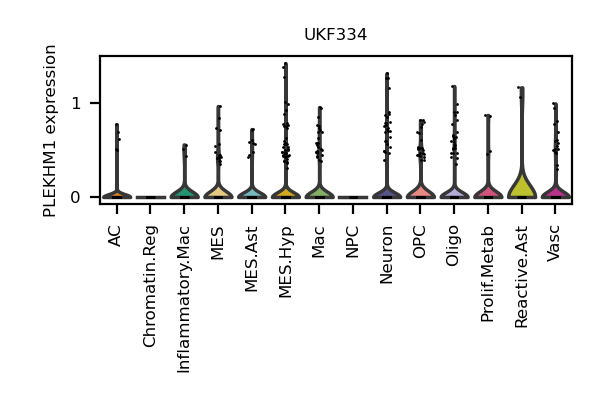 UKF334
PLEKHM1 expression
1
0
AC
Chromatin.Reg
Inflammatory.Mac
MES
MES.Ast
MES.Hyp
Mac
NPC
Neuron
OPC
Oligo
Prolif.Metab
Reactive.Ast
Vasc